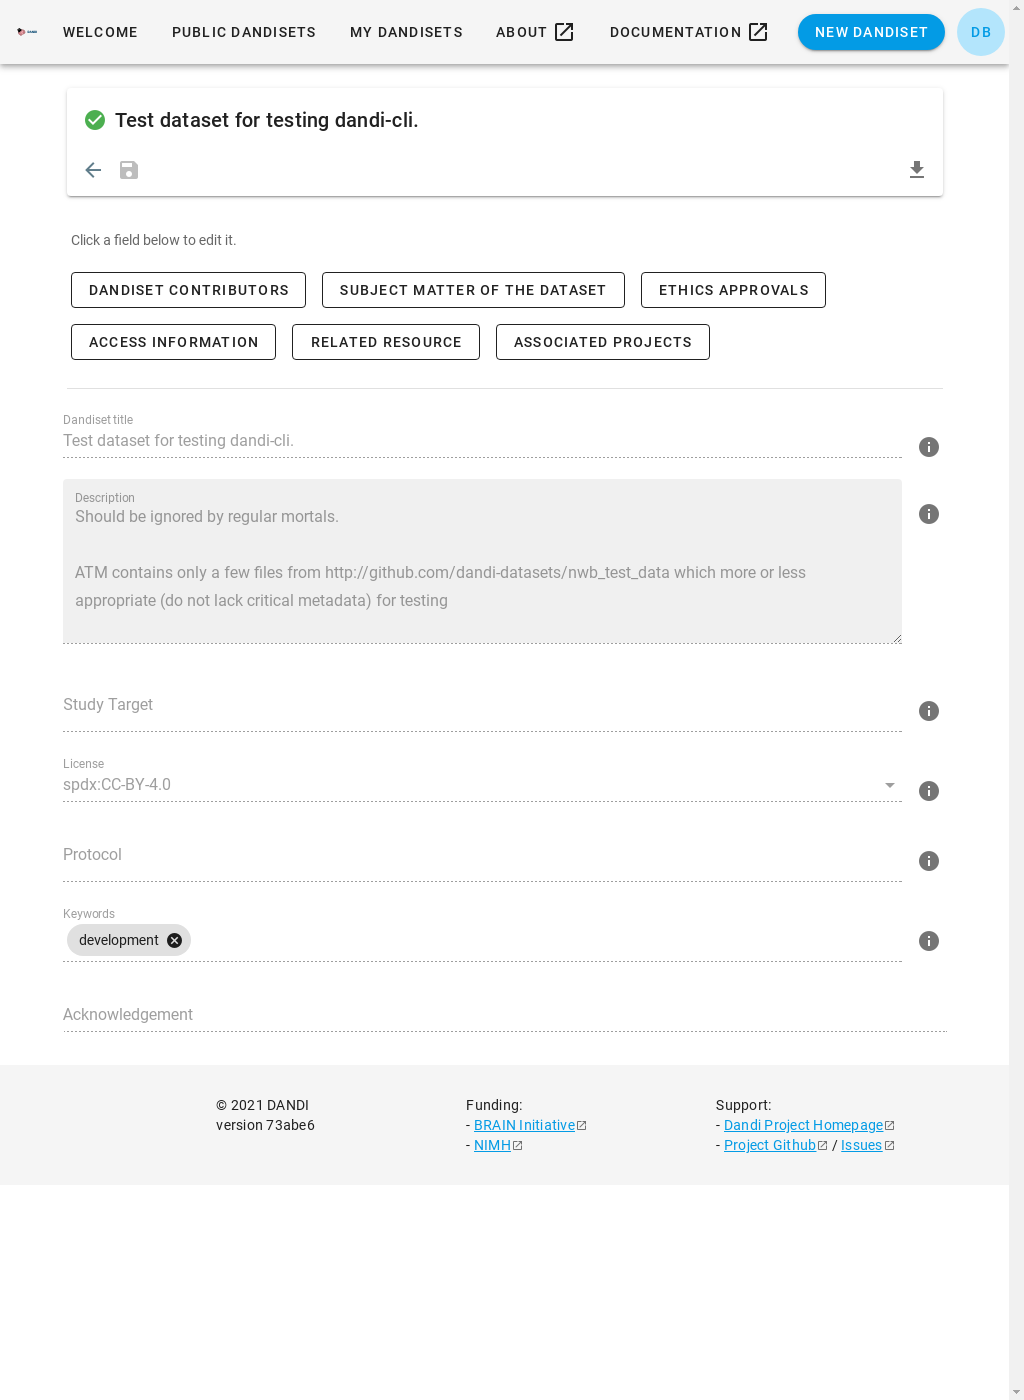 WELCOME PUBLIC DANDISETS MY DANDISETS ABOUT DOCUMENTATION NEW DANDISET DB
Test dataset for testing dandi-cli.
Click a field below to edit it.
DANDISET CONTRIBUTORS SUBJECT MATTER OF THE DATASET ETHICS APPROVALS
ACCESS INFORMATION RELATED RESOURCE ASSOCIATED PROJECTS
Dandiset title
Test dataset for testing dandi-cli.
Description
Should be ignored by regular mortals.
ATM contains only a few files from http://github.com/dandi-datasets/nwb_test_data which more or less
appropriate (do not lack critical metadata) for testing
Study Target
License
spdx:CC-BY-4.0
Protocol
Keywords
development
Acknowledgement
© 2021 DANDI
version 73abe6
Funding:
- BRAIN Initiative
- NIMH
Support:
- Dandi Project Homepage
- Project Github / Issues